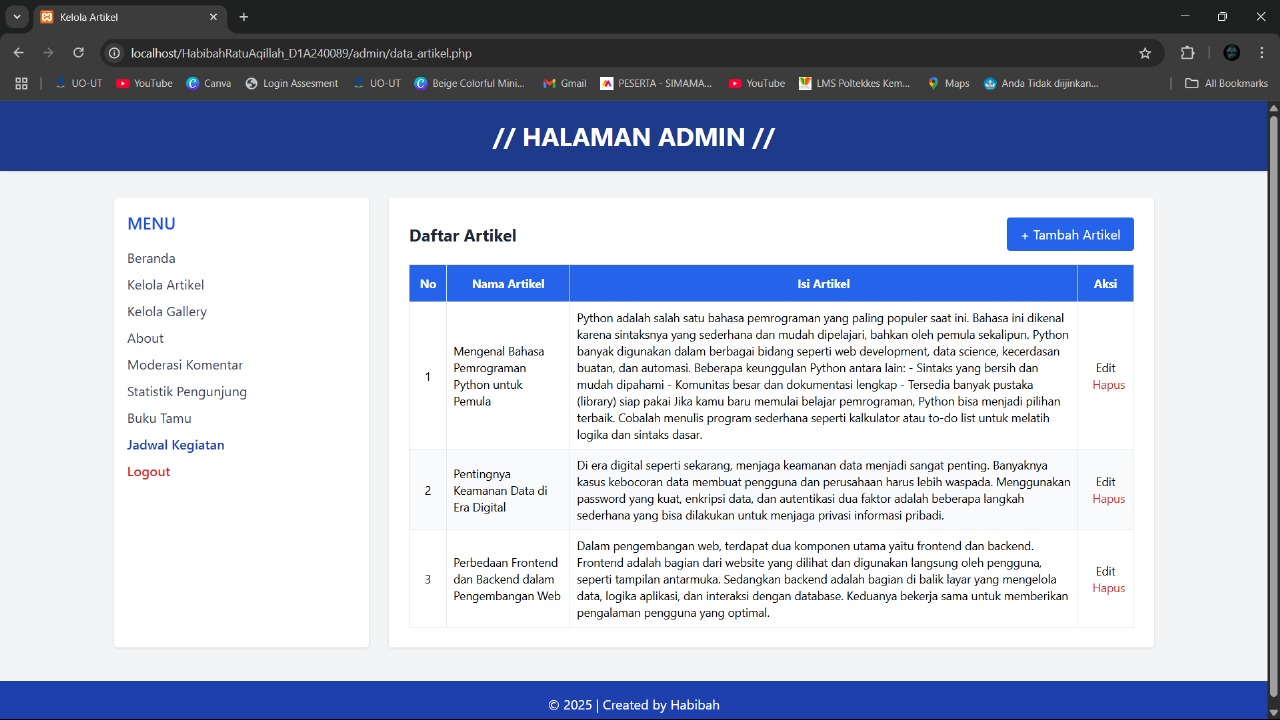 Kelola Artikel
localhost/HabibahRatuAqillah_D1A240089/admin/data_artikel.php
UO-UT
YouTube
Canva
Login Assesment
UO-UT
Beige Colorful Mini...
Gmail
PESERTA - SIMAMA...
YouTube
LMS Poltekkes Kem...
Maps
Anda Tidak diijinkan...
All Bookmarks
// HALAMAN ADMIN //
MENU
Beranda
Kelola Artikel
Kelola Gallery
About
Moderasi Komentar
Statistik Pengunjung
Buku Tamu
Jadwal Kegiatan
Logout
Daftar Artikel
+ Tambah Artikel
No
Nama Artikel
Isi Artikel
Aksi
1
Mengenal Bahasa
Pemrograman
Python untuk
Pemula
Python adalah salah satu bahasa pemrograman yang paling populer saat ini. Bahasa ini dikenal
karena sintaksnya yang sederhana dan mudah dipelajari, bahkan oleh pemula sekalipun. Python
banyak digunakan dalam berbagai bidang seperti web development, data science, kecerdasan
buatan, dan automasi. Beberapa keunggulan Python antara lain: - Sintaks yang bersih dan
mudah dipahami - Komunitas besar dan dokumentasi lengkap - Tersedia banyak pustaka
(library) siap pakai Jika kamu baru memulai belajar pemrograman, Python bisa menjadi pilihan
terbaik. Cobalah menulis program sederhana seperti kalkulator atau to-do list untuk melatih
logika dan sintaks dasar.
Edit
Hapus
2
Pentingnya
Keamanan Data di
Era Digital
Di era digital seperti sekarang, menjaga keamanan data menjadi sangat penting. Banyaknya
kasus kebocoran data membuat pengguna dan perusahaan harus lebih waspada. Menggunakan
password yang kuat, enkripsi data, dan autentikasi dua faktor adalah beberapa langkah
sederhana yang bisa dilakukan untuk menjaga privasi informasi pribadi.
Edit
Hapus
3
Perbedaan Frontend
dan Backend dalam
Pengembangan Web
Dalam pengembangan web, terdapat dua komponen utama yaitu frontend dan backend.
Frontend adalah bagian dari website yang dilihat dan digunakan langsung oleh pengguna,
seperti tampilan antarmuka. Sedangkan backend adalah bagian di balik layar yang mengelola
data, logika aplikasi, dan interaksi dengan database. Keduanya bekerja sama untuk memberikan
pengalaman pengguna yang optimal.
Edit
Hapus
© 2025 | Created by Habibah